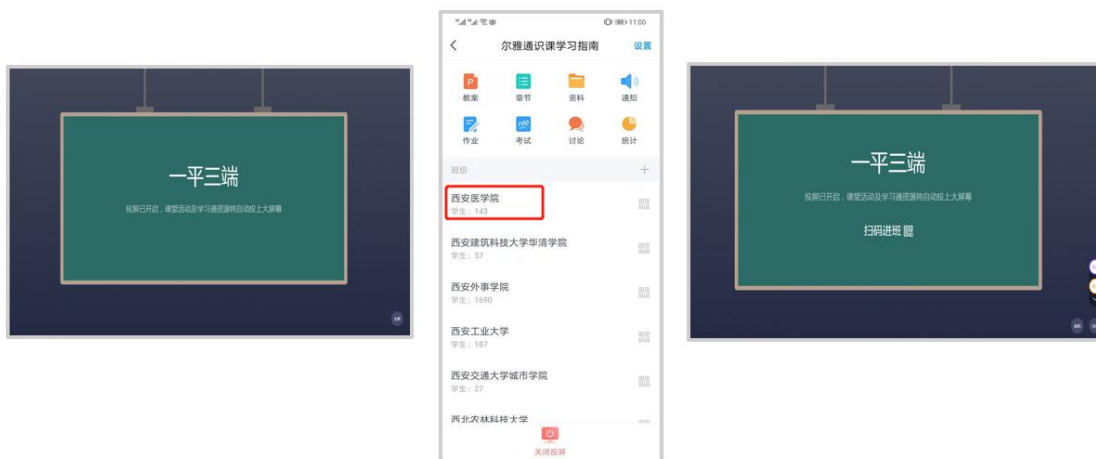 一平三端
投屏已开启，课堂活动及学习通资源将自动投上大屏幕
11:00
尔雅通识课学习指南
设置
教案
章节
资料
通知
作业
考试
讨论
统计
班级
西安医学院
学生：143
西安建筑科技大学华清学院
学生：57
西安外事学院
学生：1690
西安工业大学
学生：187
西安交通大学城市学院
学生：27
西北农林科技大学
关闭投屏
一平三端
投屏已开启，课堂活动及学习通资源将自动投上大屏幕
扫码进班